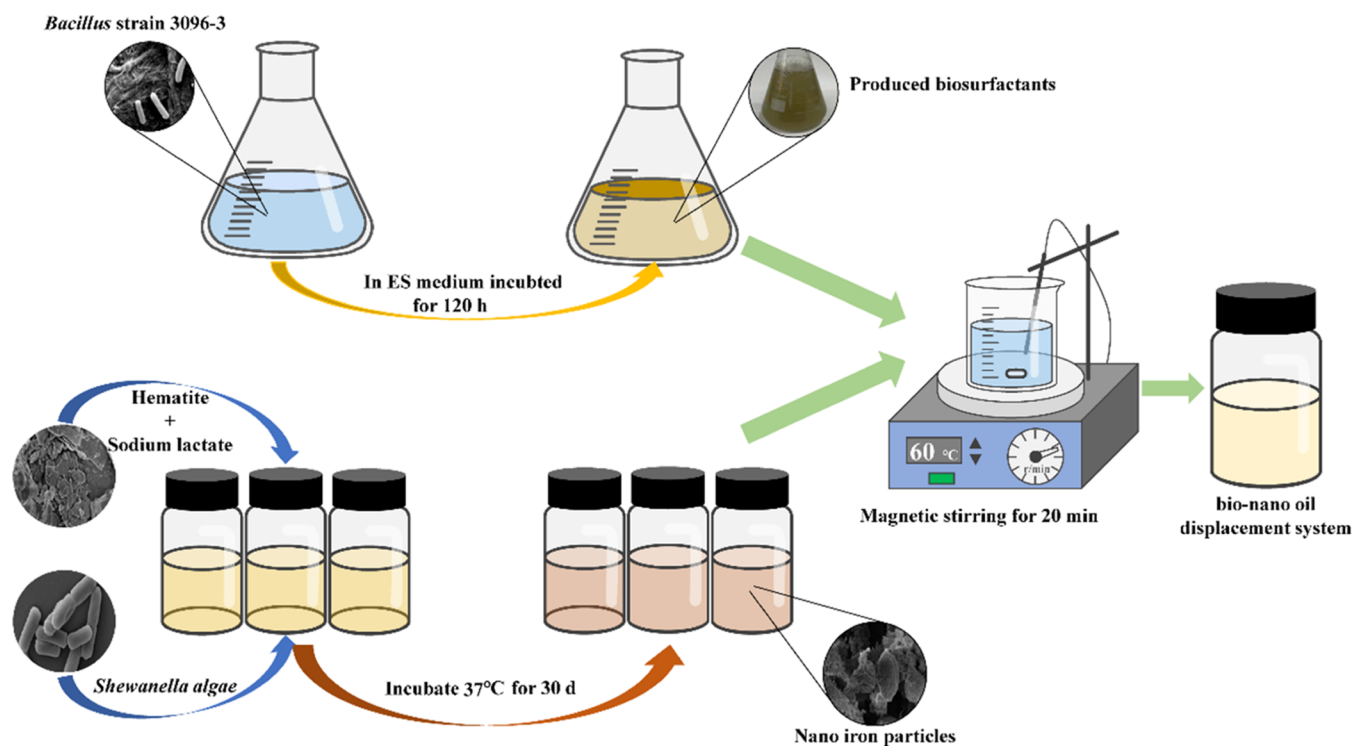 Bacillus strain 3096-3
Produced biosurfactants
In ES medium incubted
for 120 h
Hematite
+
Sodium lactate
60 °C
r/min
Magnetic stirring for 20 min
bio-nano oil
displacement system
Shewanella algae
Incubate 37°C for 30 d
Nano iron particles